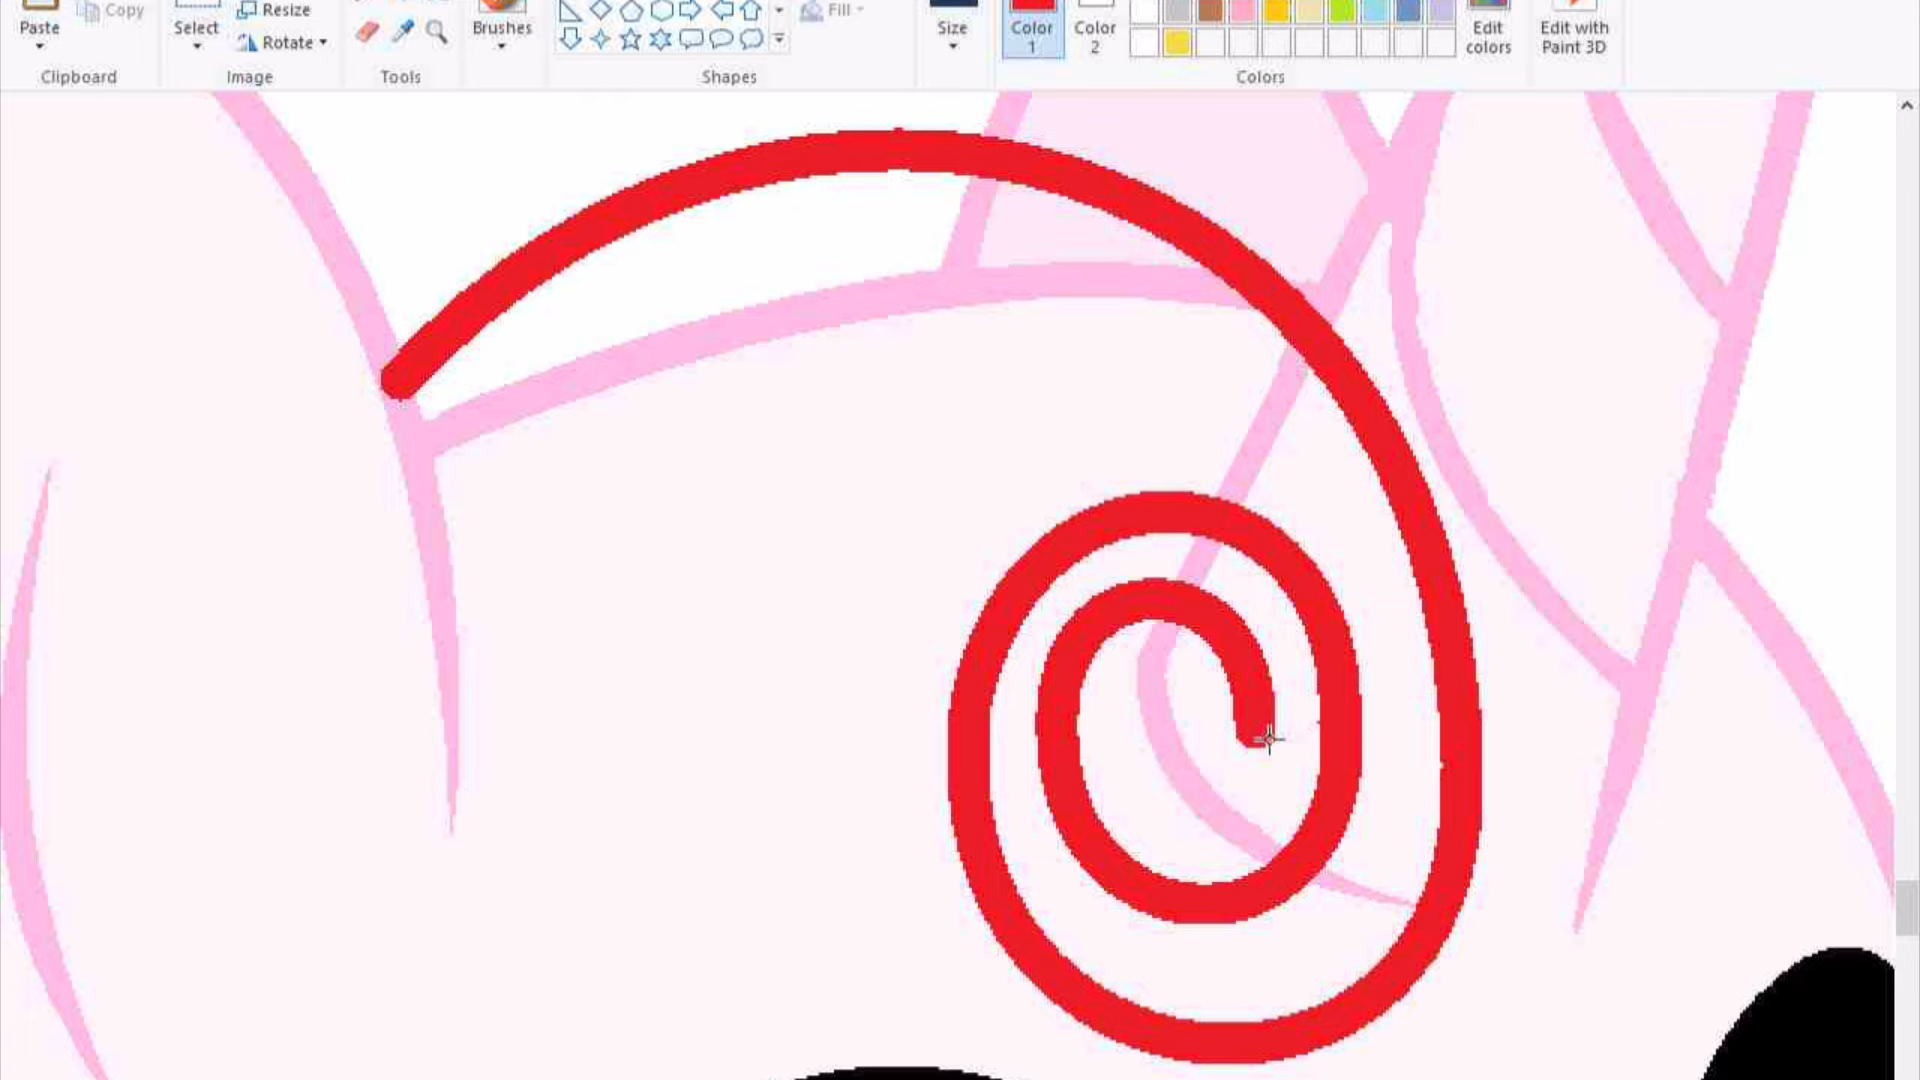 Paste
Copy
Clipboard
Select
Resize
Rotate
Image
Tools
Brushes
Shapes
Fill
Size
Color
1
Color
2
Colors
Edit
colors
Edit with
Paint 3D